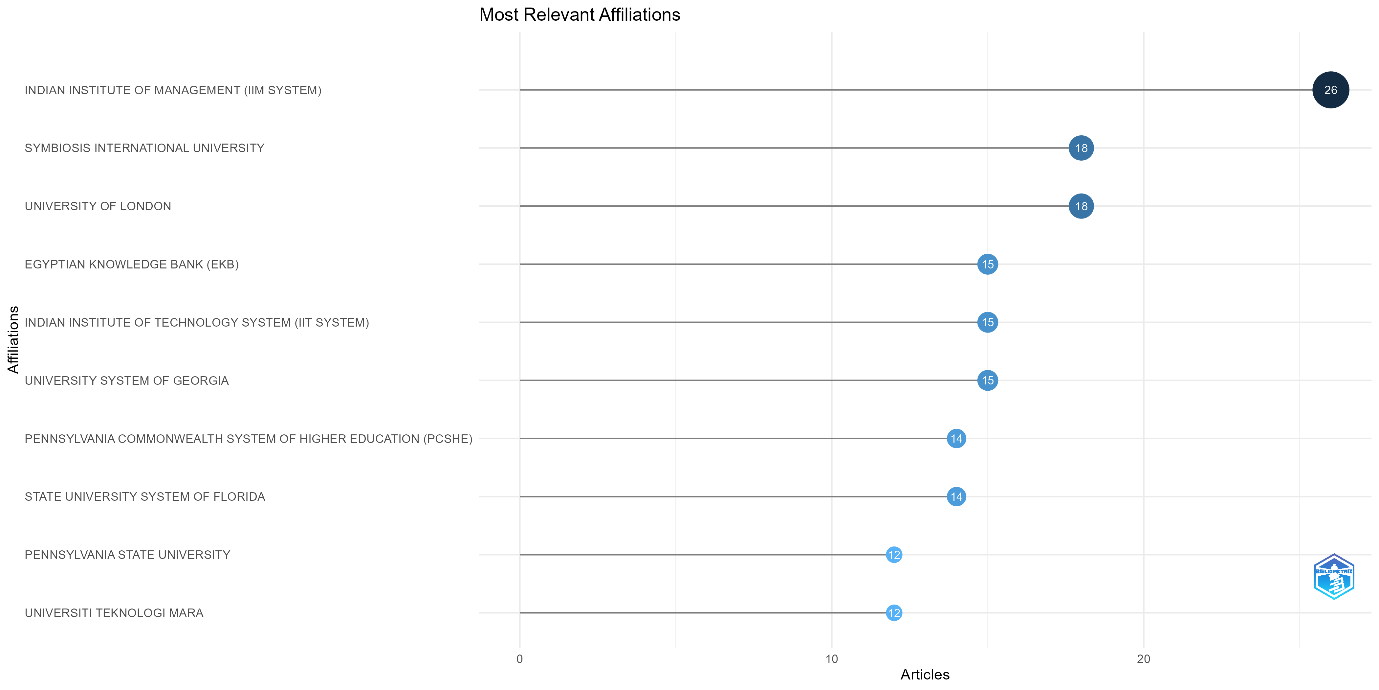 Most Relevant Affiliations
INDIAN INSTITUTE OF MANAGEMENT (IIM SYSTEM)
26
SYMBIOSIS INTERNATIONAL UNIVERSITY
18
UNIVERSITY OF LONDON
18
EGYPTIAN KNOWLEDGE BANK (EKB)
15
INDIAN INSTITUTE OF TECHNOLOGY SYSTEM (IIT SYSTEM)
15
Affiliations
UNIVERSITY SYSTEM OF GEORGIA
15
PENNSYLVANIA COMMONWEALTH SYSTEM OF HIGHER EDUCATION (PCSHE)
14
STATE UNIVERSITY SYSTEM OF FLORIDA
14
PENNSYLVANIA STATE UNIVERSITY
12
BIBLIOMETRIX
UNIVERSITI TEKNOLOGI MARA
12
0 10 20
Articles